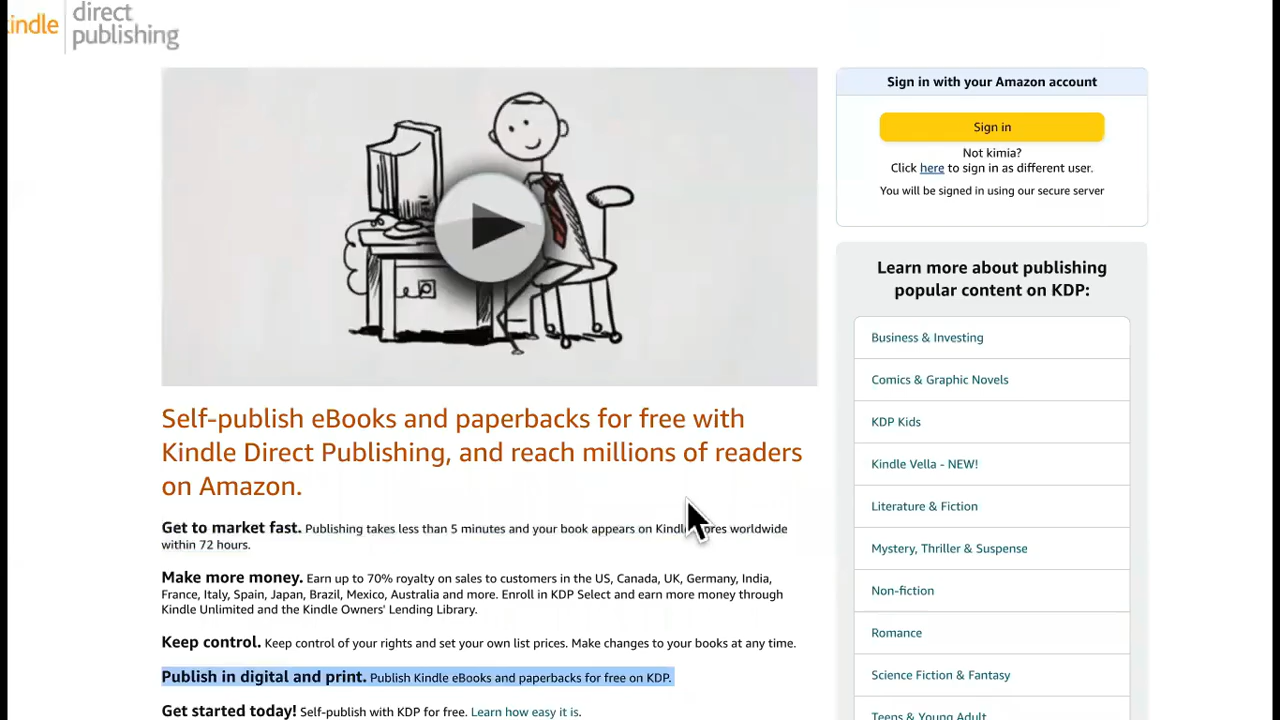 direct
publishing
Sign in with your Amazon account
Sign in
Not kimia?
Click here to sign in as different user.
You will be signed in using our secure server
Self-publish eBooks and paperbacks for free with
Kindle Direct Publishing, and reach millions of readers
on Amazon.
Get to market fast. Publishing takes less than 5 minutes and your book appears on worldwide
within 72 hours.
Make more money. Earn up to 70% royalty on sales to customers in the US, Canada, UK, Germany, India,
France, Italy, Spain, Japan, Brazil, Mexico, Australia and more. Enroll in KDP Select and earn more money through
Kindle Unlimited and the Kindle Owners' Lending Library.
Keep control. Keep control of your rights and set your own list prices. Make changes to your books at any time.
Publish in digital and print. Publish Kindle eBooks and paperbacks for free on KDP.
Get started today! Self-publish with KDP for free. Learn how easy it is.
Learn more about publishing
popular content on KDP:
Business & Investing
Comics & Graphic Novels
KDP Kids
Kindle Vella - NEW!
Literature & Fiction
Mystery, Thriller & Suspense
Non-fiction
Romance
Science Fiction & Fantasy
Teens & Young Adult